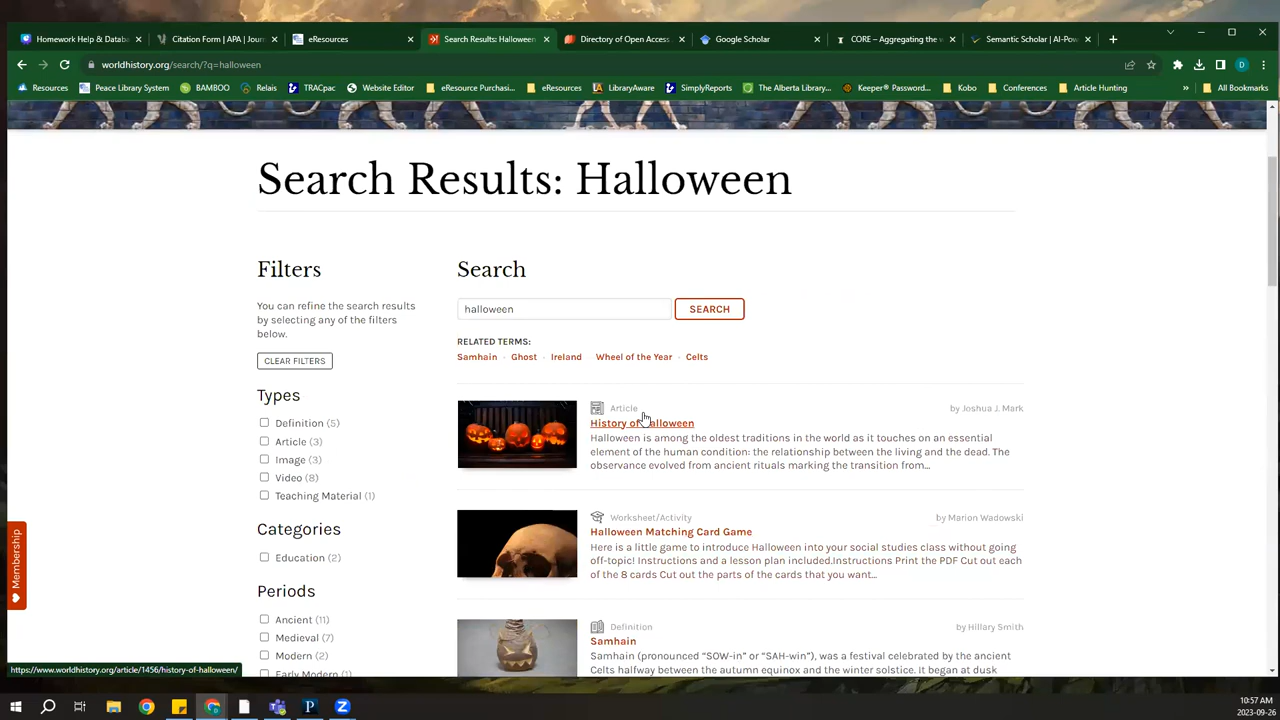 Homework Help & Datab
Citation Form | APA | Jour
eResources
Search Results: Halloween
Directory of Open Access
Google Scholar
CORE – Aggregating the w
Semantic Scholar | AI-Pow
worldhistory.org/search/?q=halloween
Resources
Peace Library System
BAMBOO
Relais
TRACpac
Website Editor
eResource Purchasi...
eResources
LibraryAware
SimplyReports
The Alberta Library...
Keeper® Password...
Kobo
Conferences
Article Hunting
»
All Bookmarks
Search Results: Halloween
Filters
You can refine the search results
by selecting any of the filters
below.
CLEAR FILTERS
Types
Definition (5)
Article (3)
Image (3)
Video (8)
Teaching Material (1)
Categories
Education (2)
Periods
Ancient (11)
Medieval (7)
Modern (2)
Early Modern (1)
Search
halloween
SEARCH
RELATED TERMS:
Samhain · Ghost · Ireland Wheel of the Year · Celts
Article
by Joshua J. Mark
History of Halloween
Halloween is among the oldest traditions in the world as it touches on an essential
element of the human condition: the relationship between the living and the dead. The
observance evolved from ancient rituals marking the transition from...
Worksheet/Activity
by Marion Wadowski
Halloween Matching Card Game
Here is a little game to introduce Halloween into your social studies class without going
off-topic! Instructions and a lesson plan included.Instructions Print the PDF Cut out each
of the 8 cards Cut out the parts of the cards that you want...
Definition
by Hillary Smith
Samhain
Samhain (pronounced “SOW-in” or “SAH-win”), was a festival celebrated by the ancient
Celts halfway between the autumn equinox and the winter solstice. It began at dusk
Membership
https://www.worldhistory.org/article/1456/history-of-halloween/
10:57 AM
2023-09-26